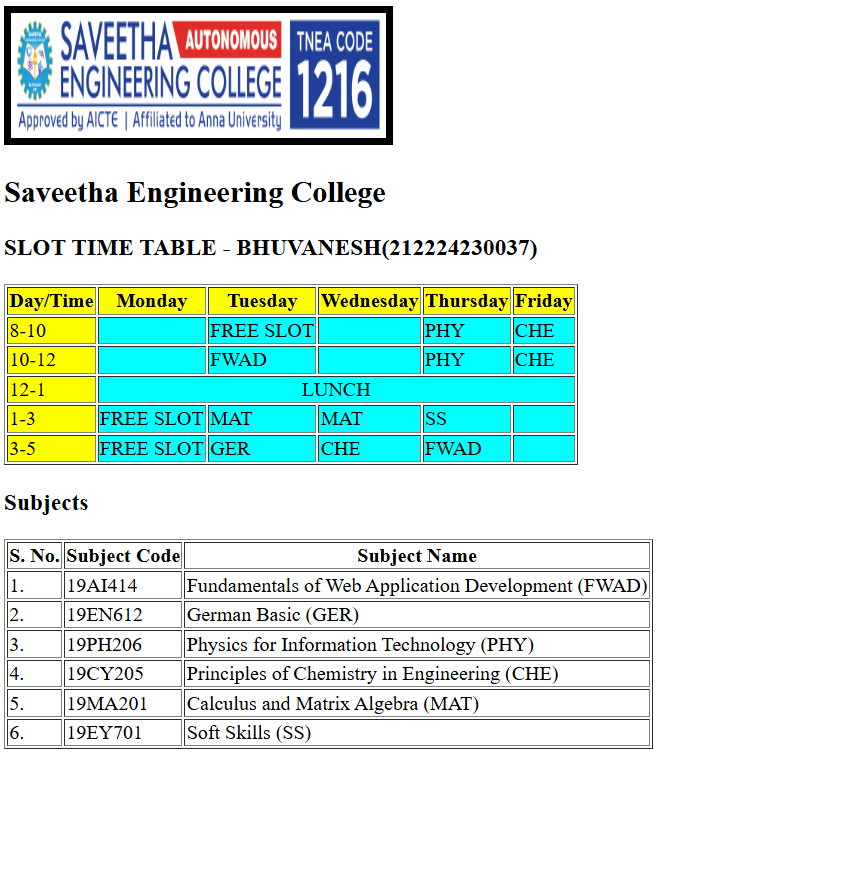 SAVEETHA AUTONOMOUS
ENGINEERING COLLEGE
Approved by AICTE | Affiliated to Anna University
TNEA CODE
1216
Saveetha Engineering College
SLOT TIME TABLE - BHUVANESH(212224230037)
Day/Time Monday Tuesday Wednesday Thursday Friday
8-10 FREE SLOT PHY CHE
10-12 FWAD PHY CHE
12-1 LUNCH
1-3 FREE SLOT MAT MAT SS
3-5 FREE SLOT GER CHE FWAD
Subjects
S. No. Subject Code Subject Name
1. 19AI414 Fundamentals of Web Application Development (FWAD)
2. 19EN612 German Basic (GER)
3. 19PH206 Physics for Information Technology (PHY)
4. 19CY205 Principles of Chemistry in Engineering (CHE)
5. 19MA201 Calculus and Matrix Algebra (MAT)
6. 19EY701 Soft Skills (SS)